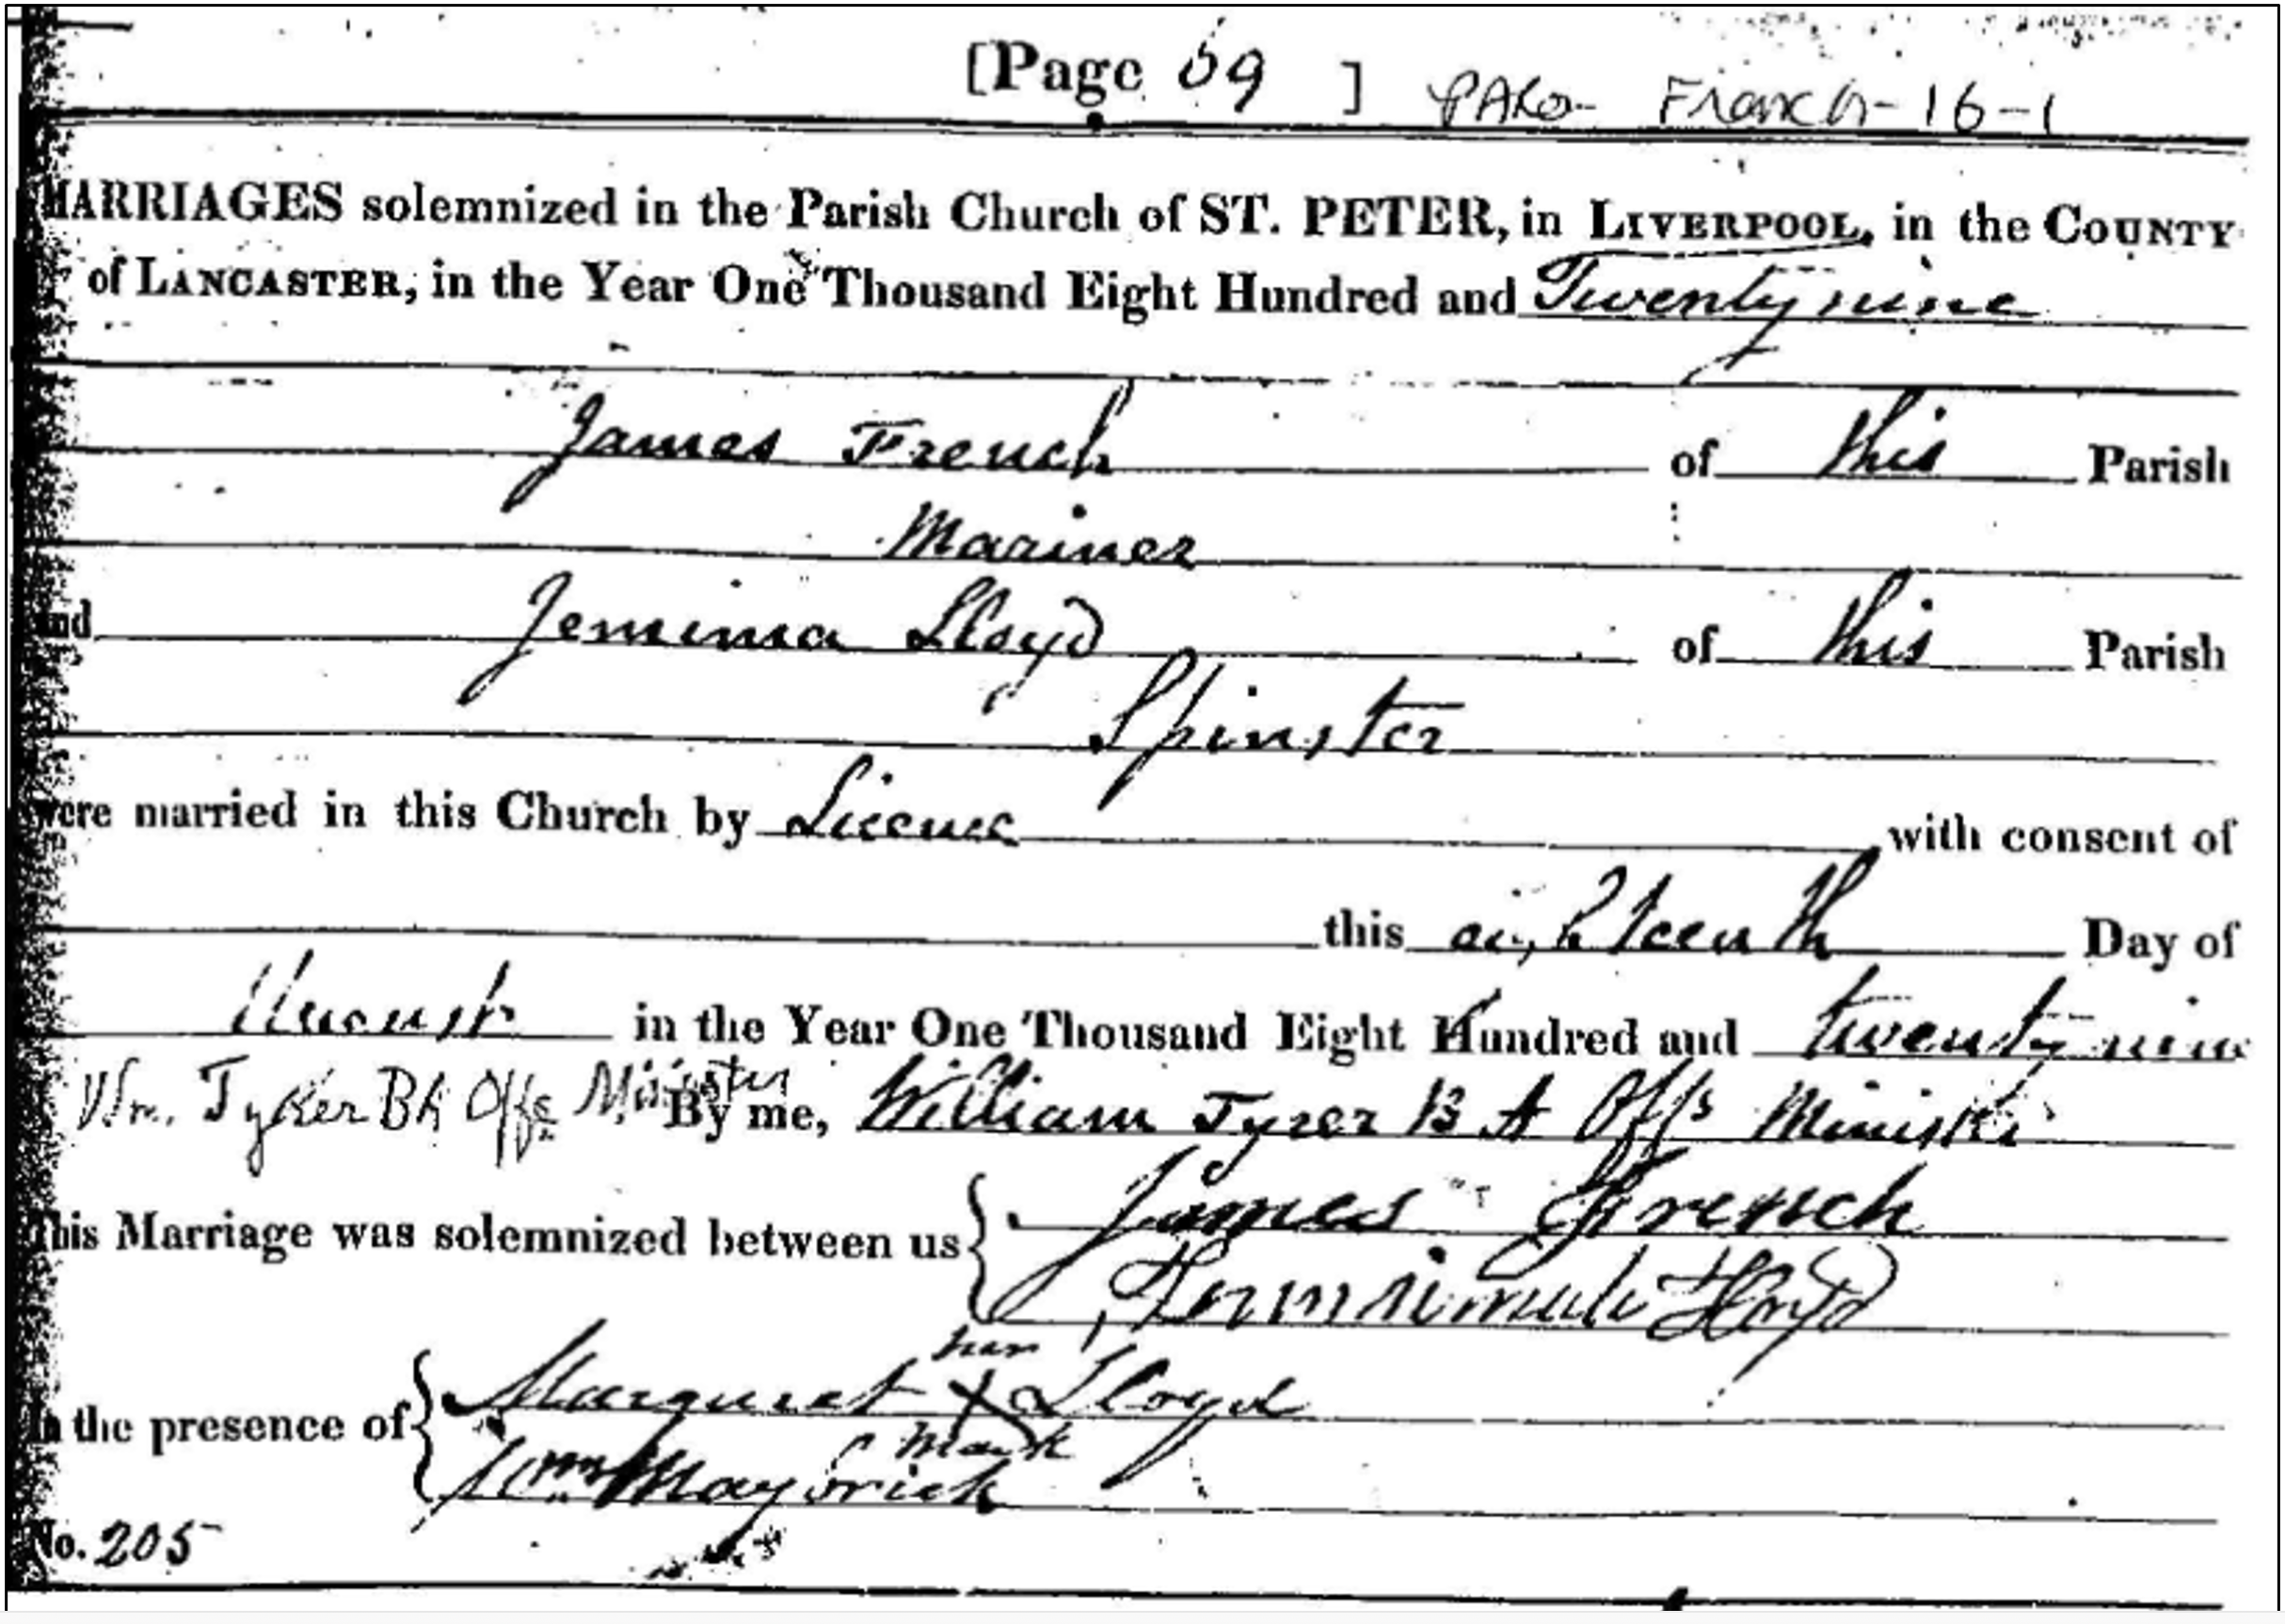 [Page 69 ] French-16-1
MARRIAGES solemnized in the Parish Church of ST. PETER, in LIVERPOOL, in the COUNTY
of LANCASTER, in the Year One Thousand Eight Hundred and Twenty nine
James French of this Parish
Mariner
and Jemima Lloyd of this Parish
Spinster
were married in this Church by Licence with consent of
this eighteenth Day of
August in the Year One Thousand Eight Hundred and twenty nine
Wm. Tyker BA Offg Minister By me, William Tyrer B A Offg Minister
This Marriage was solemnized between us { James French
Lloyd
her
In the presence of { Margaret X Lloyd
Mark
Wm. Maybrick
No. 205